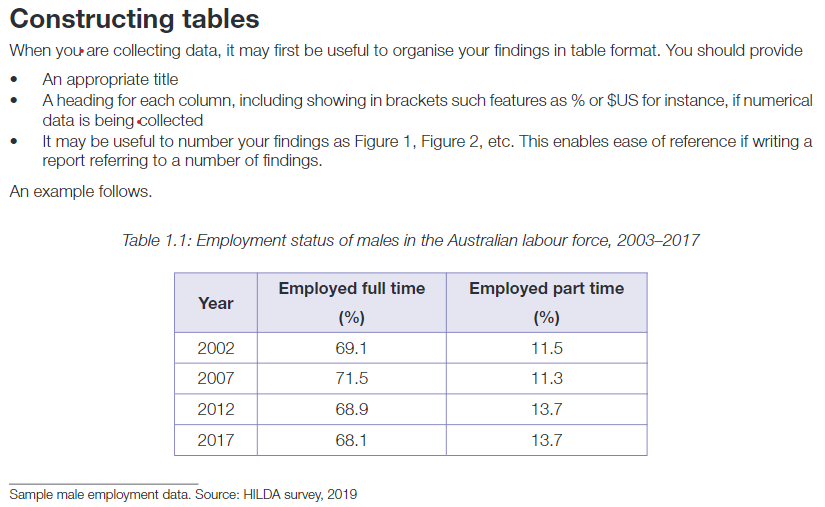 Constructing tables
When you are collecting data, it may first be useful to organise your findings in table format. You should provide
• An appropriate title
• A heading for each column, including showing in brackets such features as % or $US for instance, if numerical
data is being collected
• It may be useful to number your findings as Figure 1, Figure 2, etc. This enables ease of reference if writing a
report referring to a number of findings.
An example follows.
Table 1.1: Employment status of males in the Australian labour force, 2003–2017
Year Employed full time (%) Employed part time (%)
2002 69.1 11.5
2007 71.5 11.3
2012 68.9 13.7
2017 68.1 13.7
Sample male employment data. Source: HILDA survey, 2019